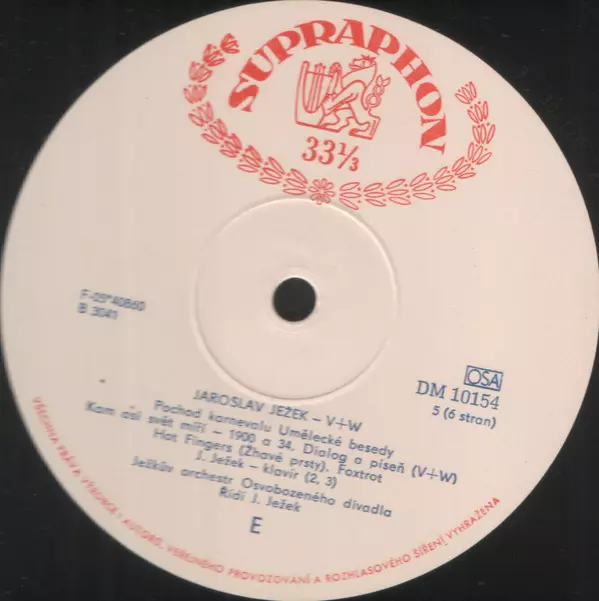 SUPRAPHON
33⅓
F-05*40860
B 3041
OSA
DM 10154
5 (6 stran)
JAROSLAV JEŽEK – V+W
Pochod karnevalu Umělecké besedy
Kam asi svět míří – 1900 a 34, Dialog a píseň (V+W)
Hot Fingers (Žhavé prsty). Foxtrot
J. Ježek – klavír (2, 3)
Ježkův orchestr Osvobozeného divadla
Řídí J. Ježek
E
VŠECHNA PRÁVA VÝROBCE I AUTORŮ, VEŘEJNÉHO PROVOZOVÁNÍ A ROZHLASOVÉHO ŠÍŘENÍ VYHRAŽENA